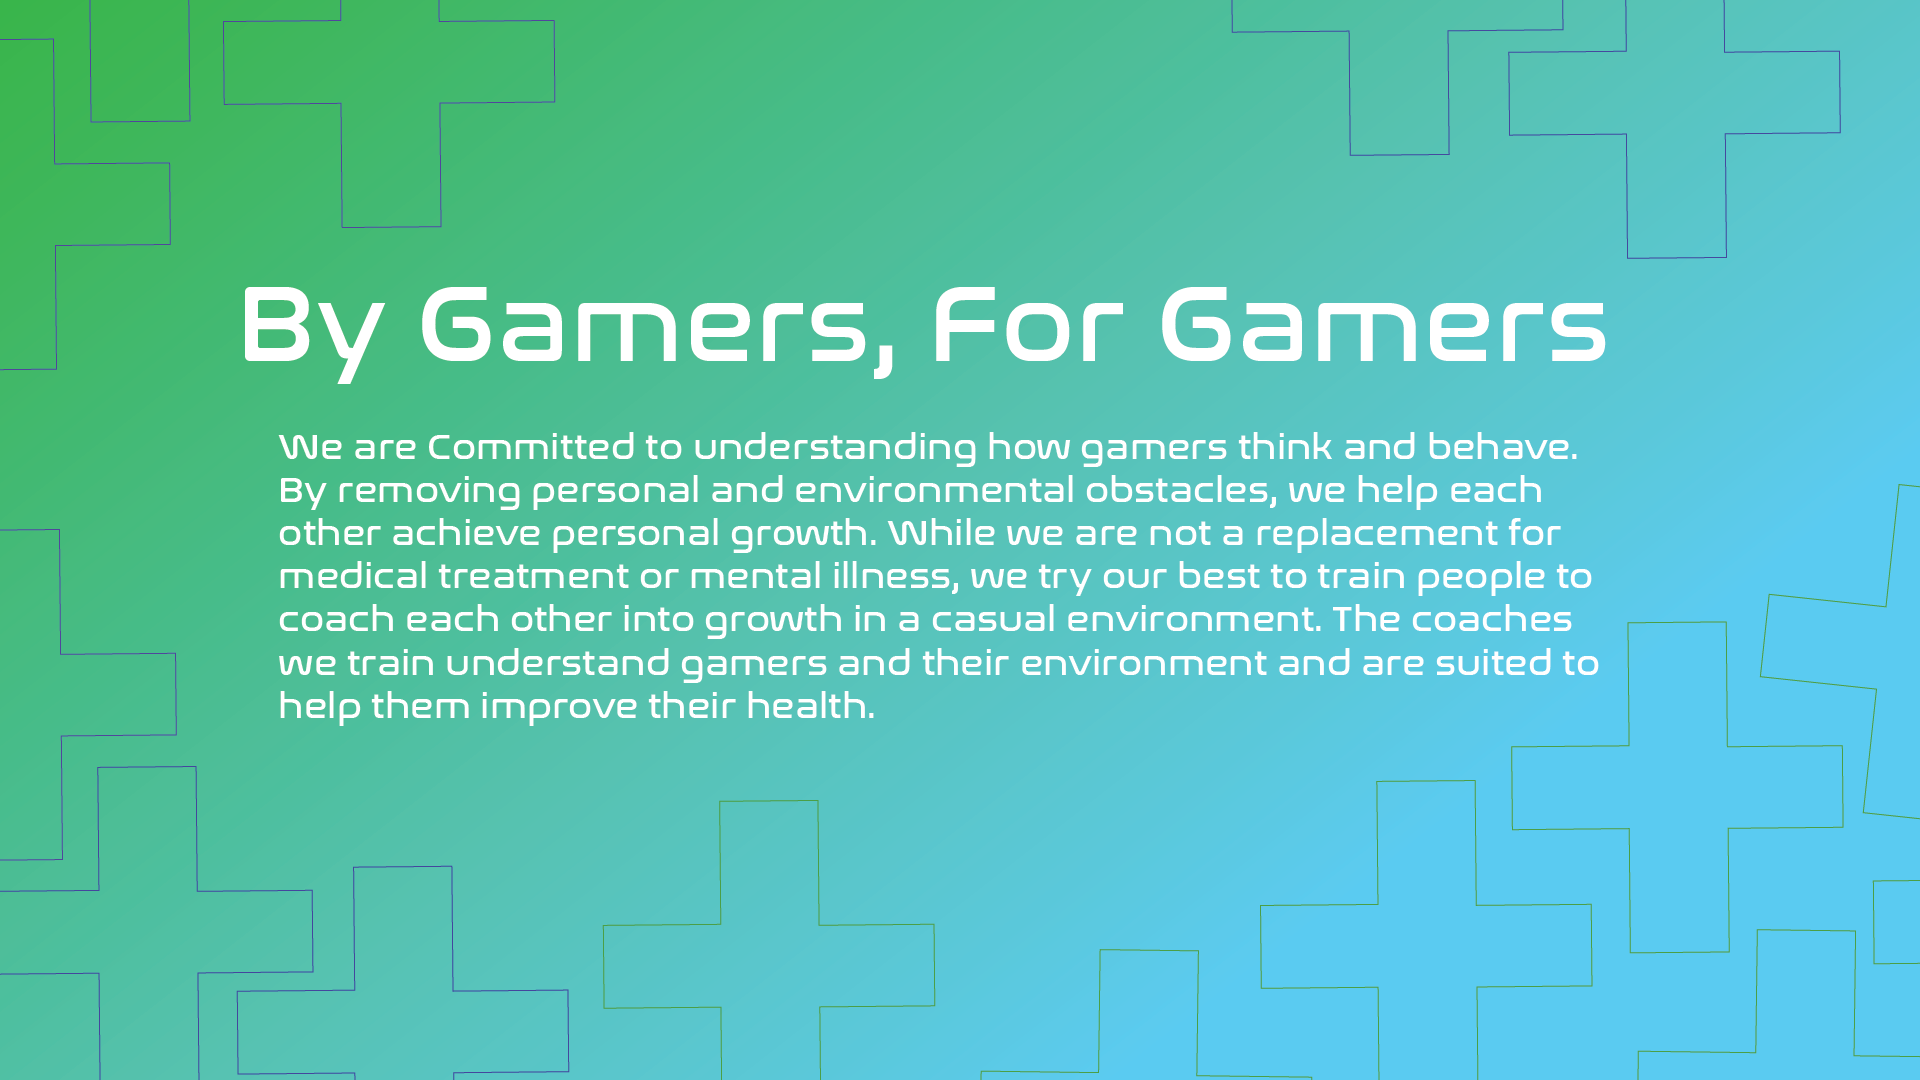 By Gamers, For Gamers
We are Committed to understanding how gamers think and behave.
By removing personal and environmental obstacles, we help each
other achieve personal growth. While we are not a replacement for
medical treatment or mental illness, we try our best to train people to
coach each other into growth in a casual environment. The coaches
we train understand gamers and their environment and are suited to
help them improve their health.